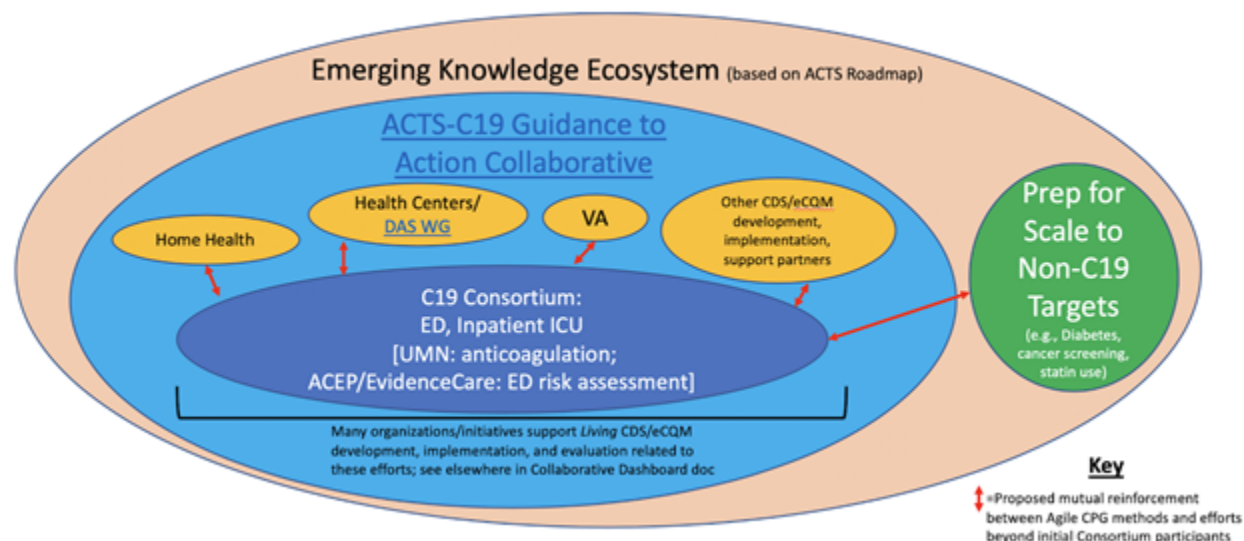 Emerging Knowledge Ecosystem (based on ACTS Roadmap)
ACTS-C19 Guidance to
Action Collaborative
Home Health
Health Centers/
DAS WG
VA
Other CDS/eCQM
development,
implementation,
support partners
C19 Consortium:
ED, Inpatient ICU
[UMN: anticoagulation;
ACEP/EvidenceCare: ED risk assessment]
Many organizations/initiatives support Living CDS/eCQM
development, implementation, and evaluation related to
these efforts; see elsewhere in Collaborative Dashboard doc
Prep for
Scale to
Non-C19
Targets
(e.g., Diabetes,
cancer screening,
statin use)
Key
=Proposed mutual reinforcement
between Agile CPG methods and efforts
beyond initial Consortium participants